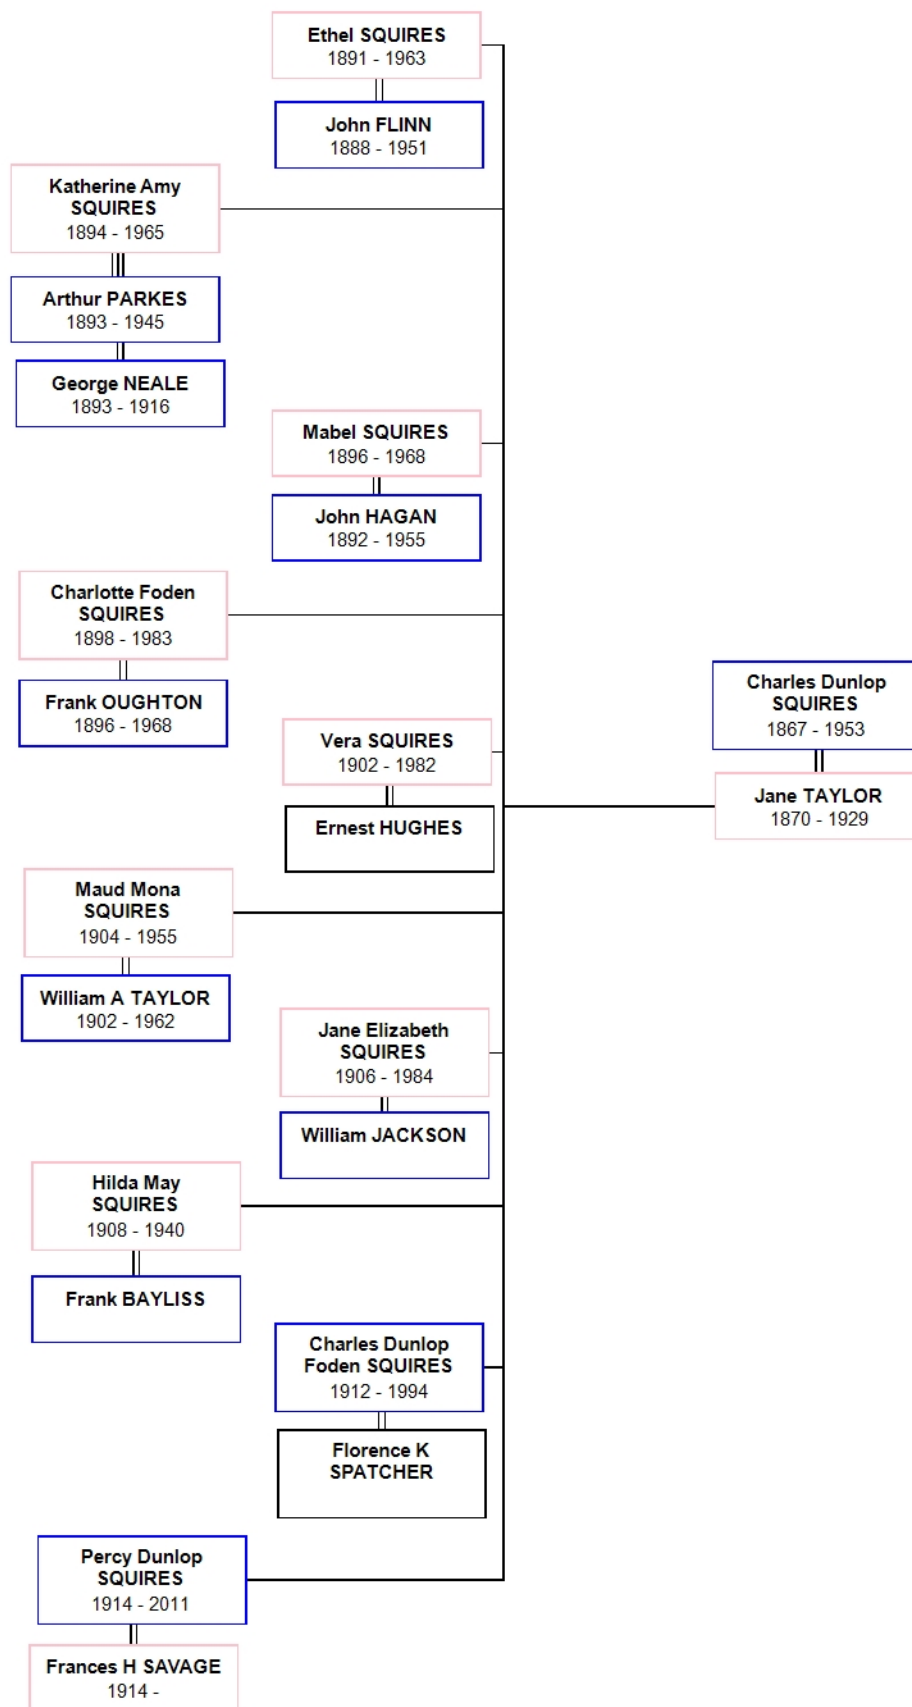 Ethel SQUIRES
1891 - 1963
John FLINN
1888 - 1951
Katherine Amy
SQUIRES
1894 - 1965
Arthur PARKES
1893 - 1945
George NEALE
1893 - 1916
Mabel SQUIRES
1896 - 1968
John HAGAN
1892 - 1955
Charlotte Foden
SQUIRES
1898 - 1983
Frank OUGHTON
1896 - 1968
Charles Dunlop
SQUIRES
1867 - 1953
Jane TAYLOR
1870 - 1929
Vera SQUIRES
1902 - 1982
Ernest HUGHES
Maud Mona
SQUIRES
1904 - 1955
William A TAYLOR
1902 - 1962
Jane Elizabeth
SQUIRES
1906 - 1984
William JACKSON
Hilda May
SQUIRES
1908 - 1940
Frank BAYLISS
Charles Dunlop
Foden SQUIRES
1912 - 1994
Florence K
SPATCHER
Percy Dunlop
SQUIRES
1914 - 2011
Frances H SAVAGE
1914 -